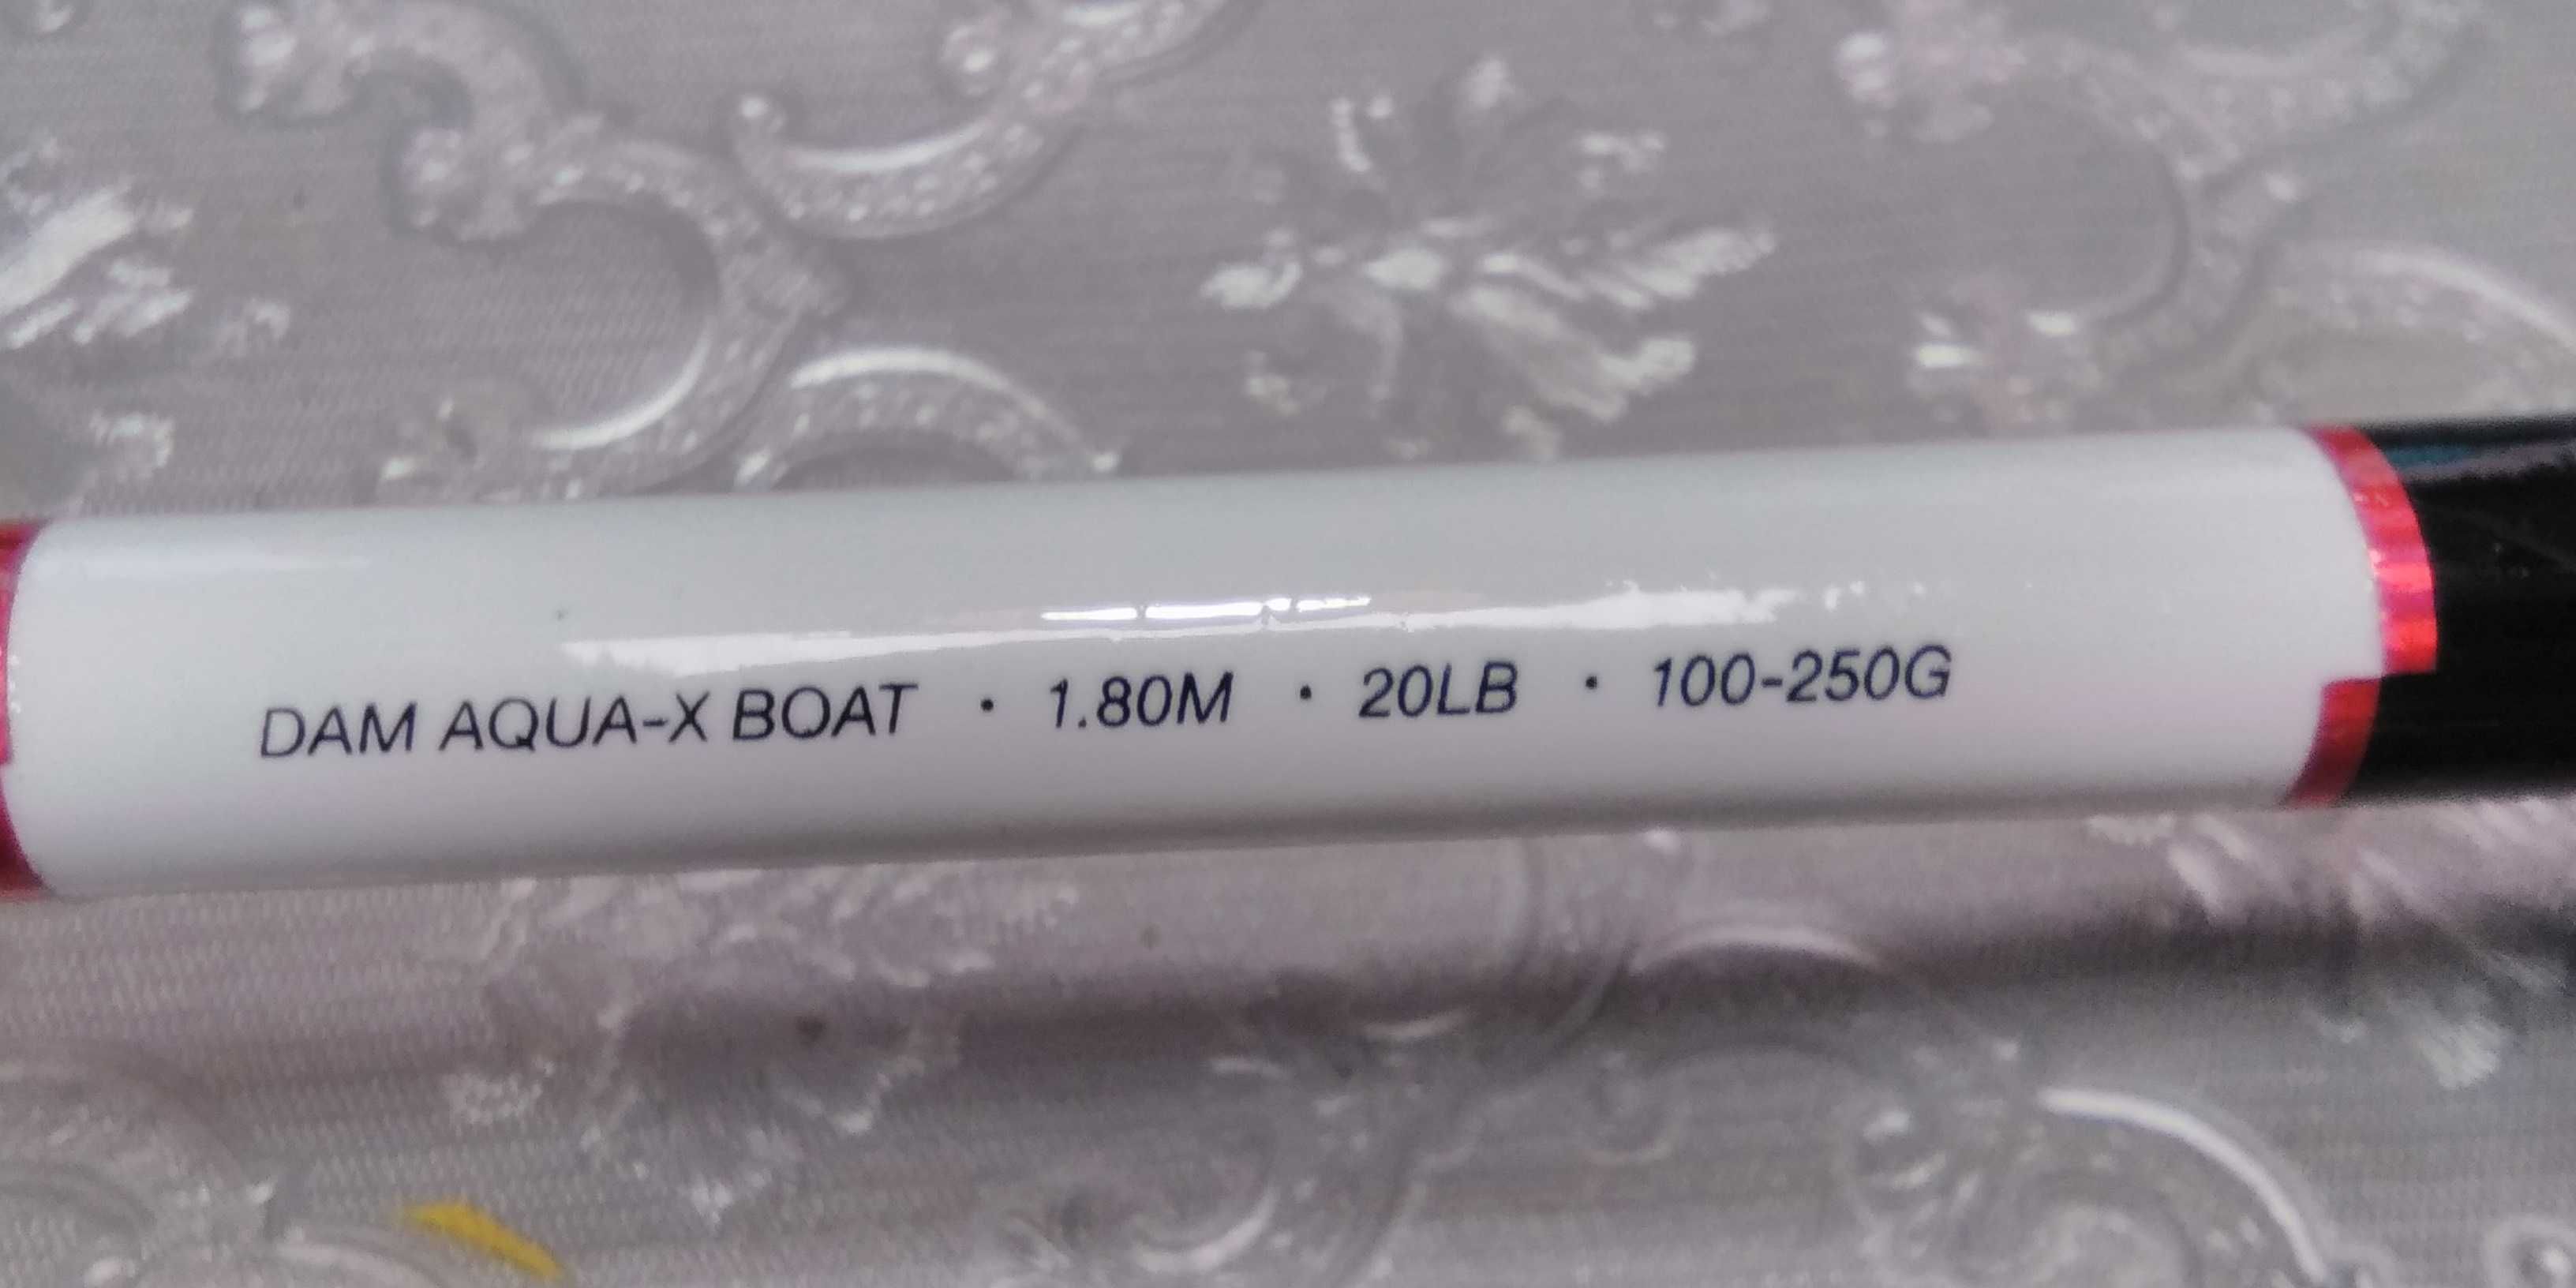 DAM AQUA-X BOAT · 1.80M · 20LB · 100-250G